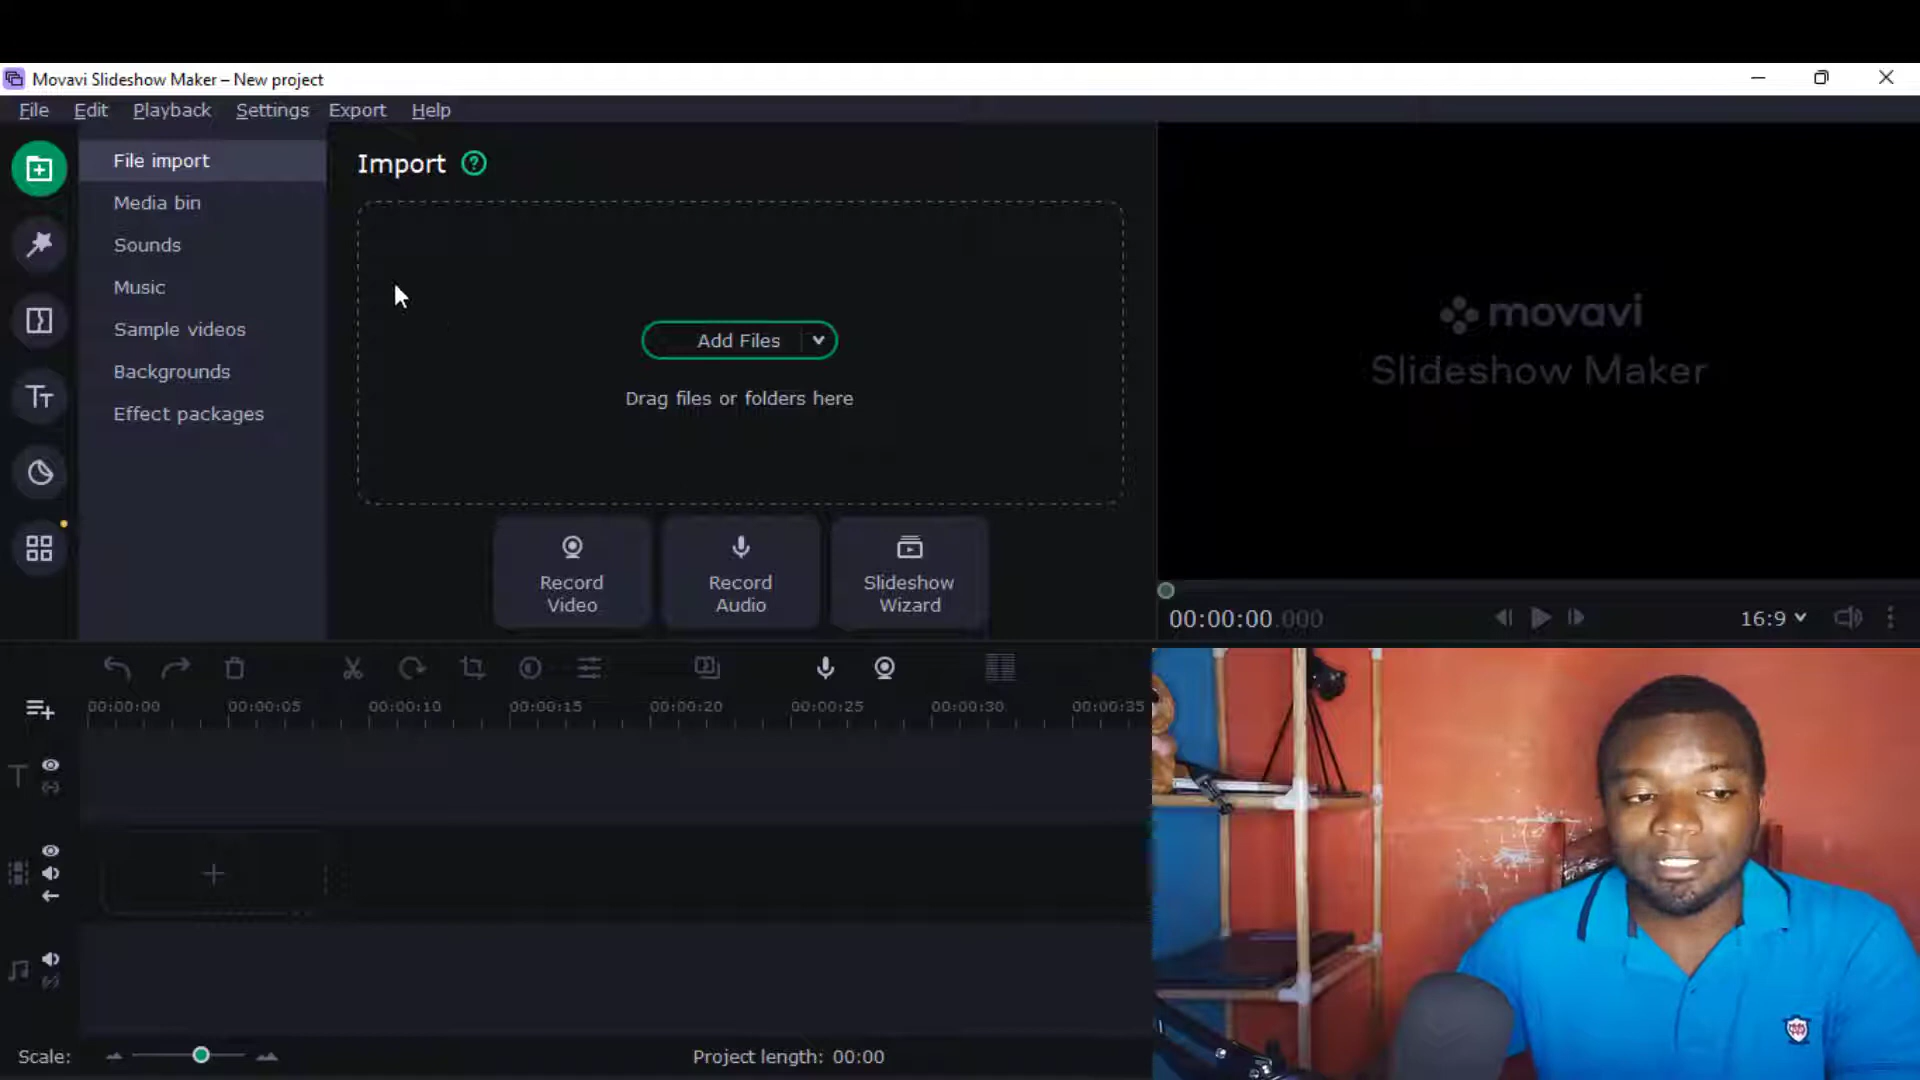 Movavi Slideshow Maker – New project
File Edit Playback Settings Export Help
File import
Media bin
Sounds
Music
Sample videos
Backgrounds
Effect packages
Import ?
Add Files
Drag files or folders here
Record Video
Record Audio
Slideshow Wizard
movavi
Slideshow Maker
00:00:00.000
16:9
00:00:00 00:00:05 00:00:10 00:00:15 00:00:20 00:00:25 00:00:30 00:00:35
Scale:
Project length: 00:00